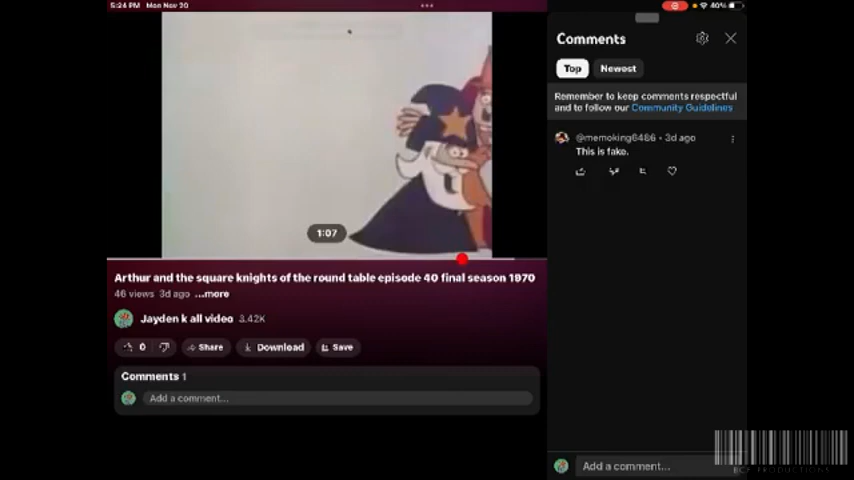 5:24 PM Mon Nov 20
40%
1:07
Arthur and the square knights of the round table episode 40 final season 1970
46 views 3d ago ...more
Jayden k all video 3.42K
0
Share
Download
Save
Comments 1
Add a comment...
Comments
Top
Newest
Remember to keep comments respectful
and to follow our Community Guidelines
@memoking6486 • 3d ago
This is fake.
Add a comment...
PRODUCTIONS